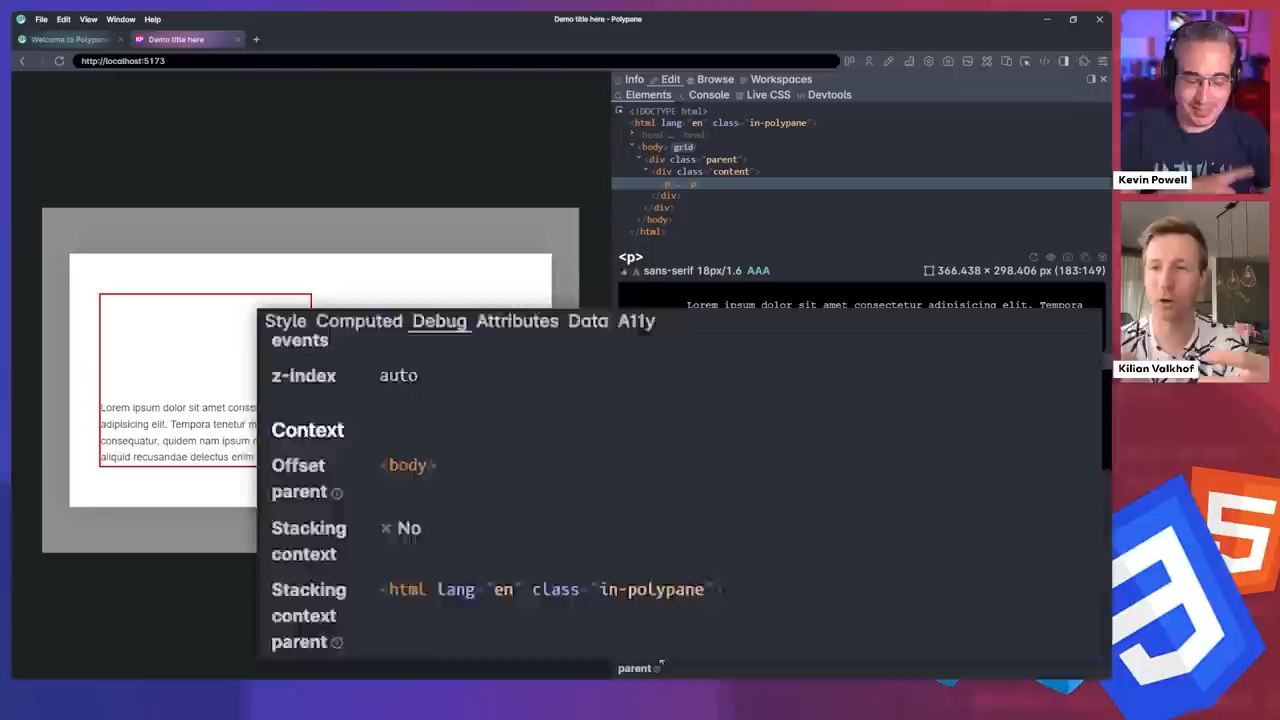 File Edit View Window Help
Demo title here - Polypane
Welcome to Polypan
Demo title here
http://localhost:5173
Info Edit Browse Workspaces
Elements Console Live CSS Devtools
<!DOCTYPE html>
<html lang="en" class="in-polypane">
head … head
<body> grid
<div class="parent">
<div class="content">
p … p
</div>
</div>
</body>
</html>
<p>
sans-serif 18px/1.6 AAA
366.438 × 298.406 px (183:149)
Lorem ipsum dolor sit amet consectetur adipisicing elit. Tempora
Kevin Powell
Kilian Valkhof
Lorem ipsum dolor sit amet conse
adipisicing elit. Tempora tenetur m
consequatur, quidem nam ipsum r
aliquid recusandae delectus enim
Style Computed Debug Attributes Data A11y
events
z-index auto
Context
Offset parent <body>
Stacking context × No
Stacking context parent <html lang="en" class="in-polypane">
parent